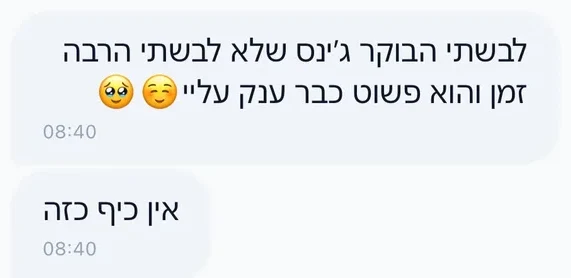 לבשתי הבוקר ג'ינס שלא לבשתי הרבה
זמן והוא פשוט כבר ענק עליי ☺️ 🥹
08:40
אין כיף כזה
08:40